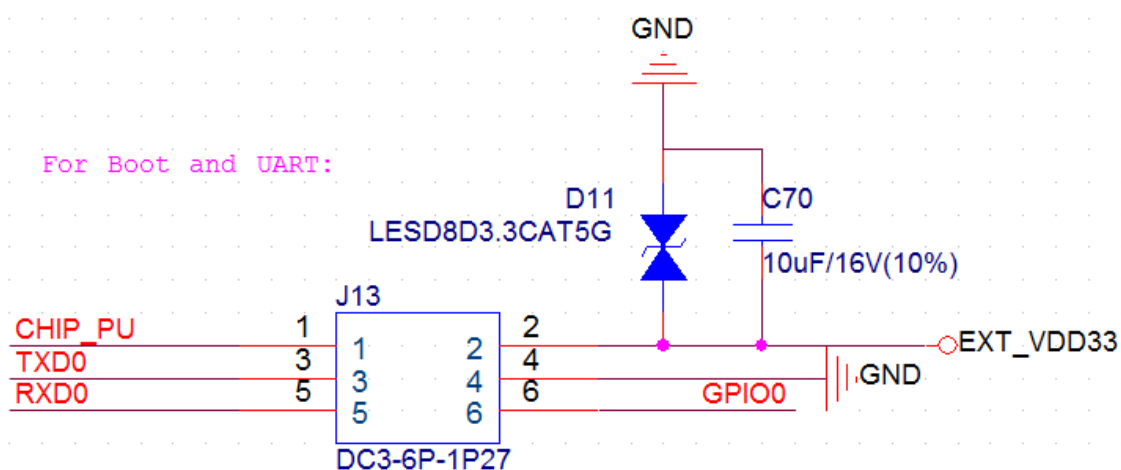 GND
For Boot and UART:
D11
C70
LESD8D3.3CAT5G
10uF/16V(10%)
J13
CHIP_PU 1 1 2 2 EXT_VDD33
TXD0 3 3 4 4 GND
RXD0 5 5 6 6 GPIO0
DC3-6P-1P27